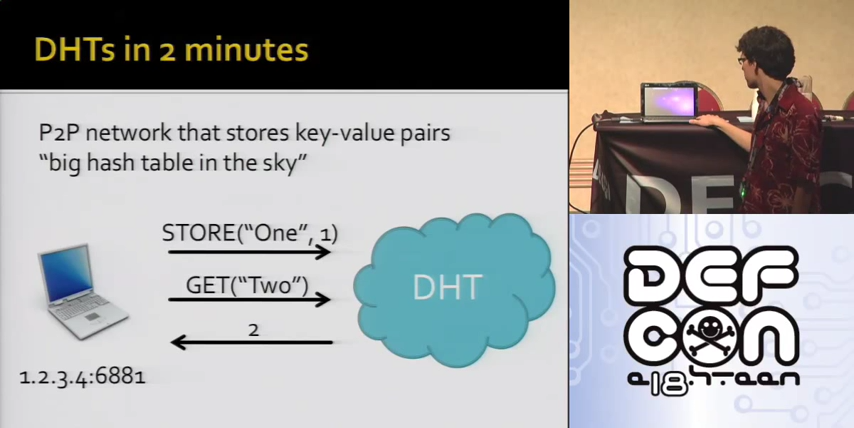 DHTs in 2 minutes
P2P network that stores key-value pairs
"big hash table in the sky"
STORE("One", 1)
GET("Two")
2
DHT
1.2.3.4:6881
DEF
CON